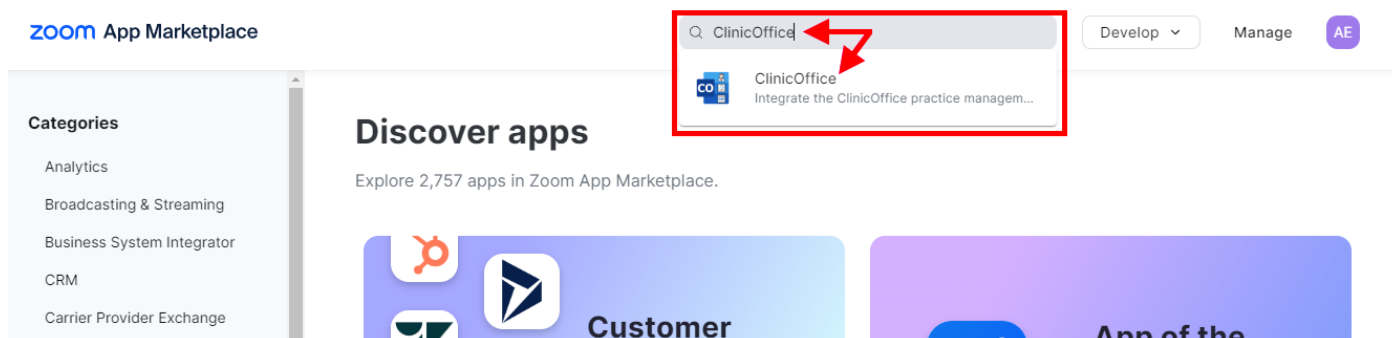 zoom App Marketplace
ClinicOffice
Develop
Manage
AE
CO
ClinicOffice
Integrate the ClinicOffice practice managem...
Categories
Analytics
Broadcasting & Streaming
Business System Integrator
CRM
Carrier Provider Exchange
Discover apps
Explore 2,757 apps in Zoom App Marketplace.
Customer
App of the